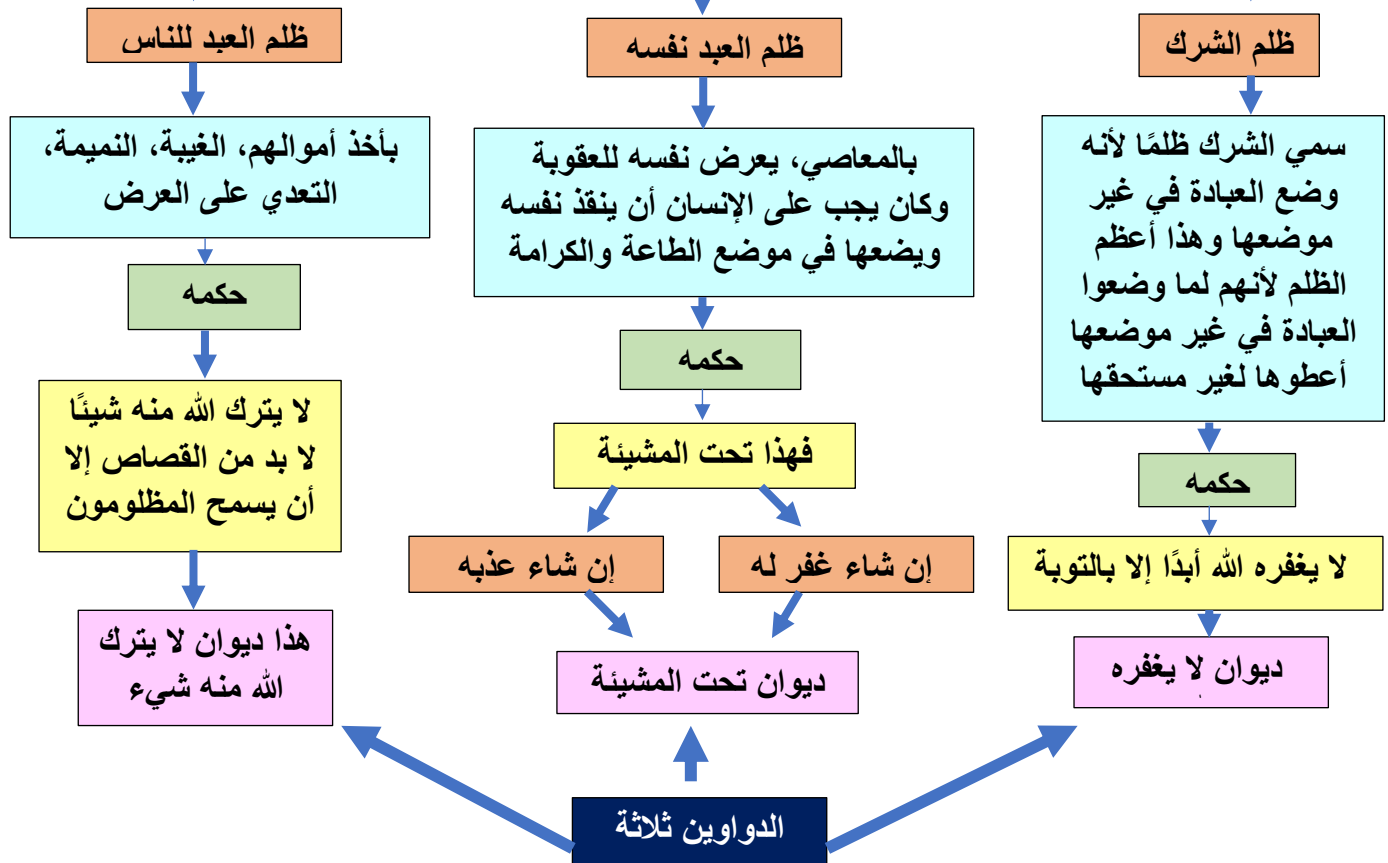 ظلم الشرك
سمي الشرك ظلمًا لأنه
وضع العبادة في غير
موضعها وهذا أعظم
الظلم لأنهم لما وضعوا
العبادة في غير موضعها
أعطوها لغير مستحقها
حكمه
لا يغفره الله أبدًا إلا بالتوبة
ديوان لا يغفره
ظلم العبد نفسه
بالمعاصي، يعرض نفسه للعقوبة
وكان يجب على الإنسان أن ينقذ نفسه
ويضعها في موضع الطاعة والكرامة
حكمه
فهذا تحت المشيئة
إن شاء غفر له
إن شاء عذبه
ديوان تحت المشيئة
ظلم العبد للناس
بأخذ أموالهم، الغيبة، النميمة،
التعدي على العرض
حكمه
لا يترك الله منه شيئًا
لا بد من القصاص إلا
أن يسمح المظلومون
هذا ديوان لا يترك
الله منه شيء
الدواوين ثلاثة